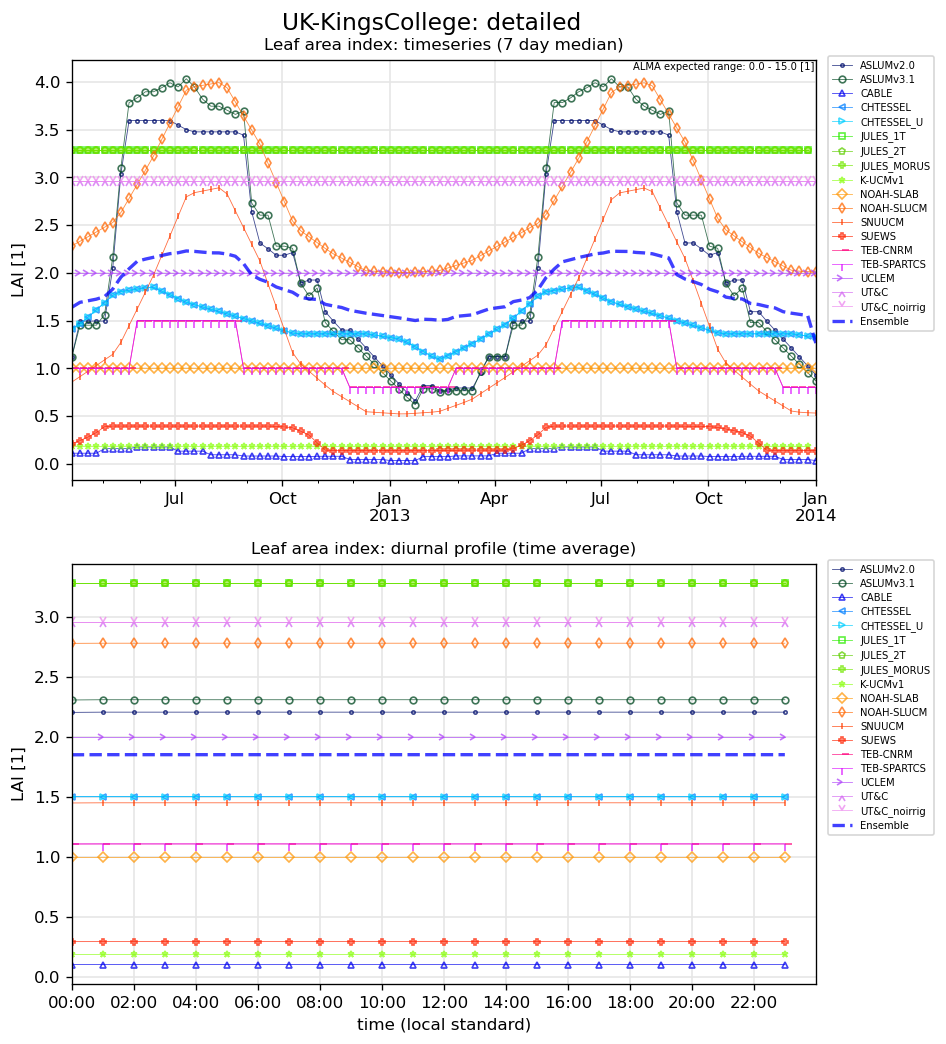 UK-KingsCollege: detailed
Leaf area index: timeseries (7 day median)
ALMA expected range: 0.0 - 15.0 [1]
LAI [1]
4.0
3.5
3.0
2.5
2.0
1.5
1.0
0.5
0.0
Jul
Oct
Jan
2013
Apr
Jul
Oct
Jan
2014
ASLUMv2.0
ASLUMv3.1
CABLE
CHTESSEL
CHTESSEL_U
JULES_1T
JULES_2T
JULES_MORUS
K-UCMv1
NOAH-SLAB
NOAH-SLUCM
SNUUCM
SUEWS
TEB-CNRM
TEB-SPARTCS
UCLEM
UT&C
UT&C_noirrig
Ensemble
Leaf area index: diurnal profile (time average)
LAI [1]
3.0
2.5
2.0
1.5
1.0
0.5
0.0
00:00
02:00
04:00
06:00
08:00
10:00
12:00
14:00
16:00
18:00
20:00
22:00
time (local standard)
ASLUMv2.0
ASLUMv3.1
CABLE
CHTESSEL
CHTESSEL_U
JULES_1T
JULES_2T
JULES_MORUS
K-UCMv1
NOAH-SLAB
NOAH-SLUCM
SNUUCM
SUEWS
TEB-CNRM
TEB-SPARTCS
UCLEM
UT&C
UT&C_noirrig
Ensemble